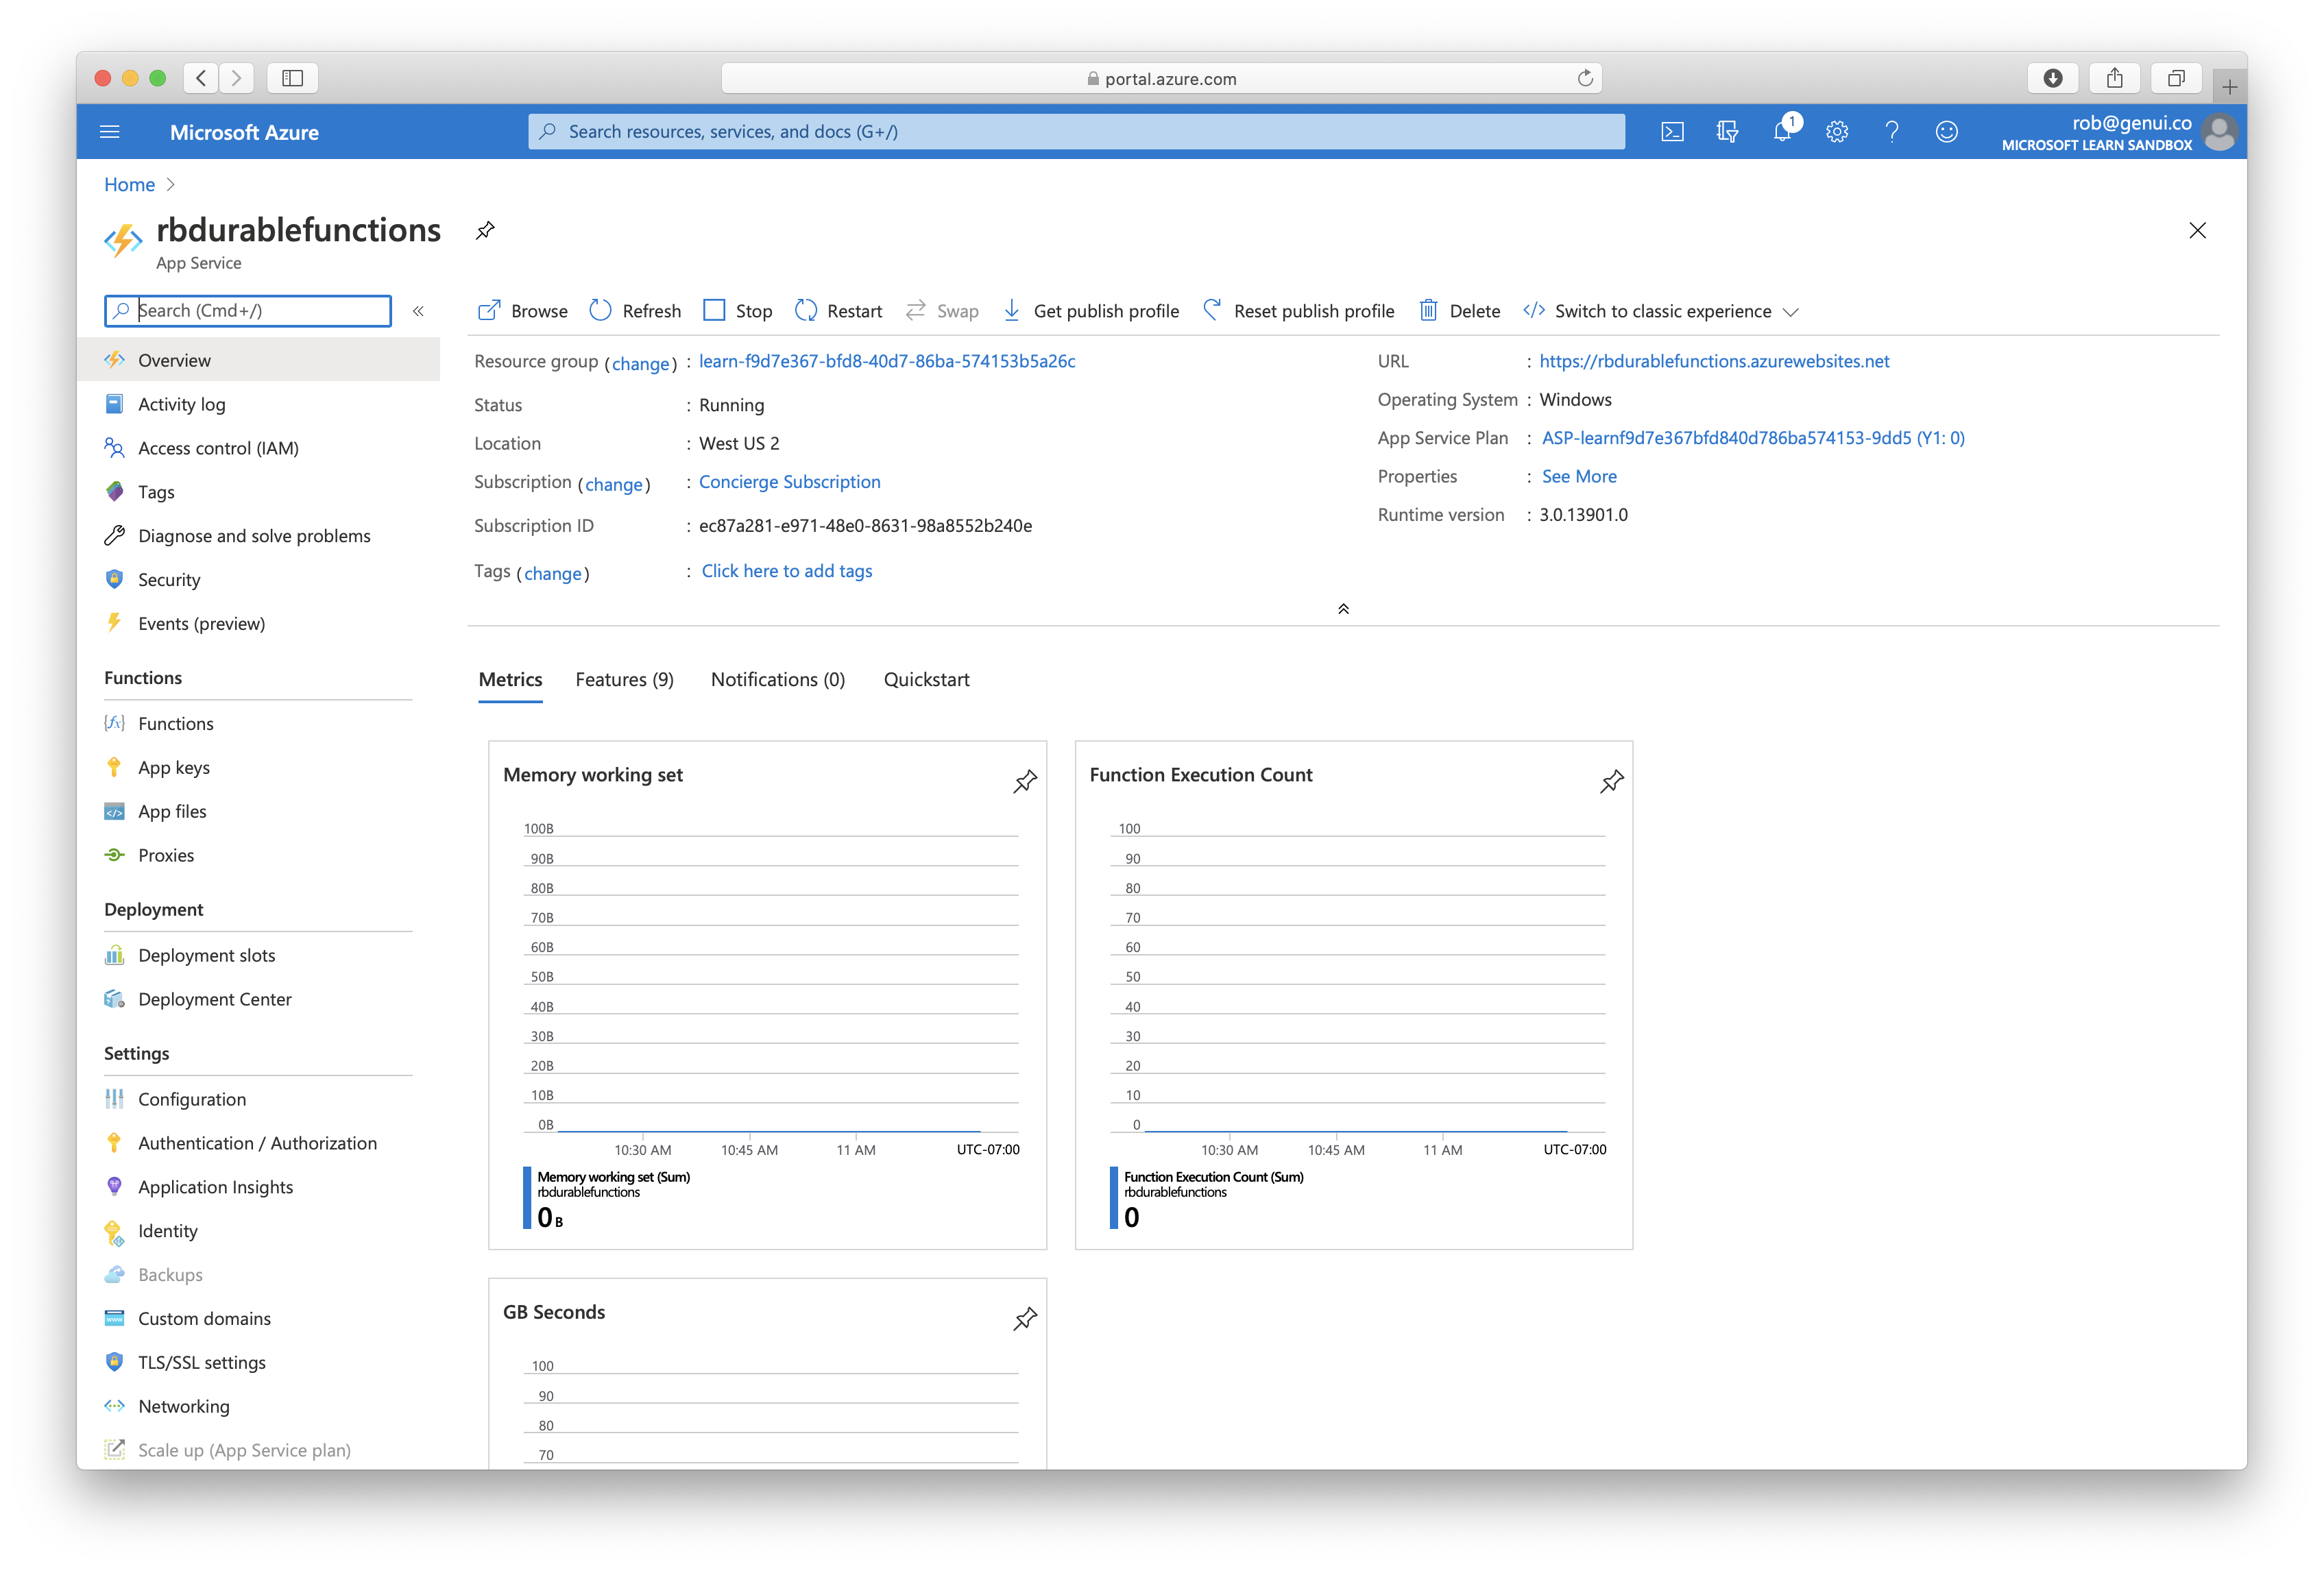 portal.azure.com
Microsoft Azure
Search resources, services, and docs (G+/)
1
rob@genui.co
MICROSOFT LEARN SANDBOX
Home
rbdurablefunctions
App Service
Search (Cmd+/)
Browse Refresh Stop Restart Swap Get publish profile Reset publish profile Delete Switch to classic experience
Overview
Activity log
Access control (IAM)
Tags
Diagnose and solve problems
Security
Events (preview)
Functions
Functions
App keys
App files
Proxies
Deployment
Deployment slots
Deployment Center
Settings
Configuration
Authentication / Authorization
Application Insights
Identity
Backups
Custom domains
TLS/SSL settings
Networking
Scale up (App Service plan)
Resource group (change) : learn-f9d7e367-bfd8-40d7-86ba-574153b5a26c
Status : Running
Location : West US 2
Subscription (change) : Concierge Subscription
Subscription ID : ec87a281-e971-48e0-8631-98a8552b240e
Tags (change) : Click here to add tags
URL : https://rbdurablefunctions.azurewebsites.net
Operating System : Windows
App Service Plan : ASP-learnf9d7e367bfd840d786ba574153-9dd5 (Y1: 0)
Properties : See More
Runtime version : 3.0.13901.0
Metrics Features (9) Notifications (0) Quickstart
Memory working set
100B
90B
80B
70B
60B
50B
40B
30B
20B
10B
0B
10:30 AM 10:45 AM 11 AM UTC-07:00
Memory working set (Sum)
rbdurablefunctions
0 B
Function Execution Count
100
90
80
70
60
50
40
30
20
10
0
10:30 AM 10:45 AM 11 AM UTC-07:00
Function Execution Count (Sum)
rbdurablefunctions
0
GB Seconds
100
90
80
70